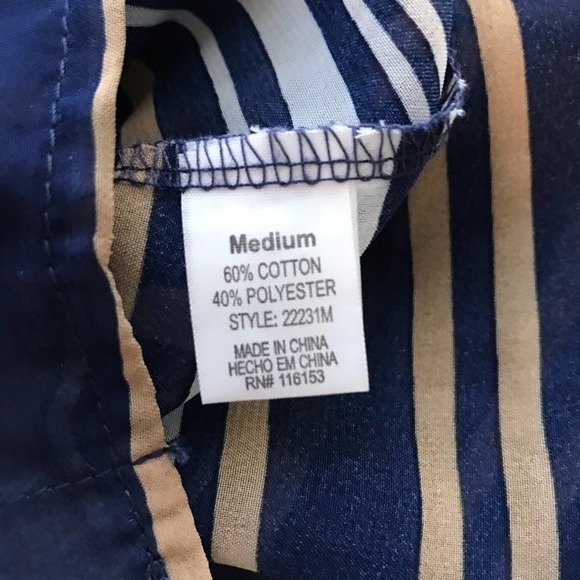 Medium
60% COTTON
40% POLYESTER
STYLE: 22231M
MADE IN CHINA
HECHO EM CHINA
RN# 116153